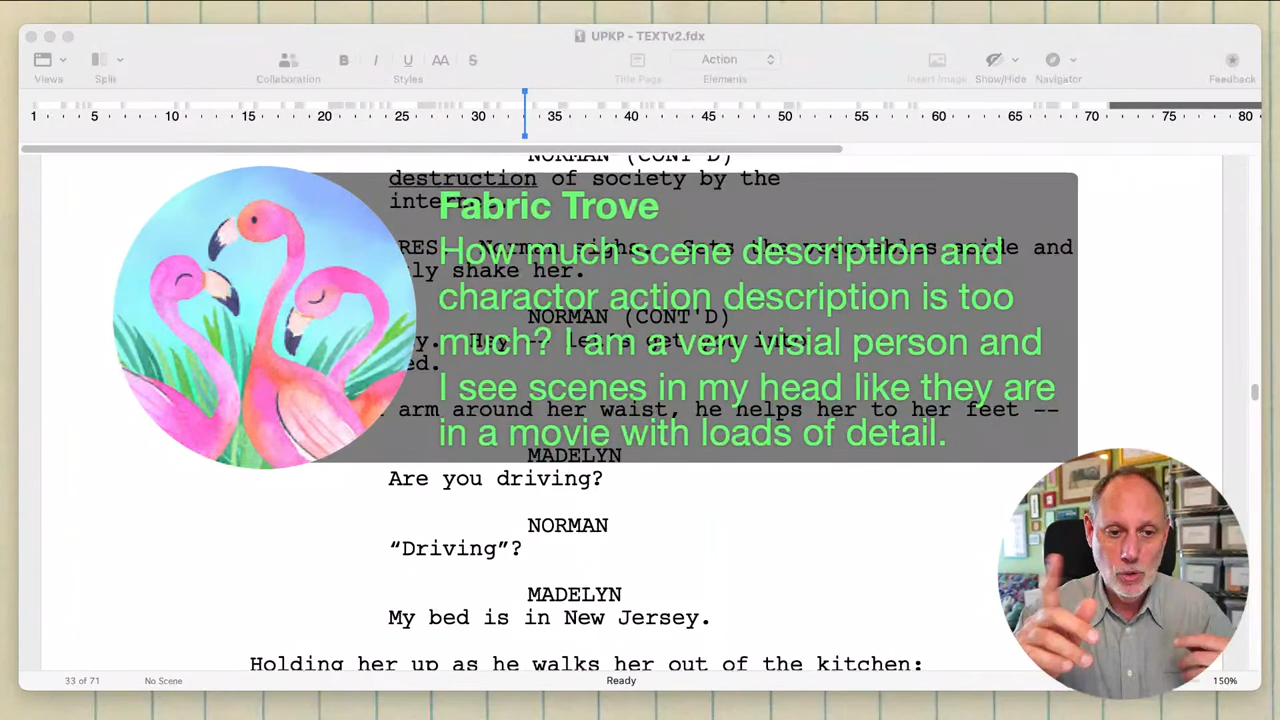 UPKP - TEXTv2.fdx
Views Split Collaboration B I U AA S Styles Title Page Action Elements Insert Image Show/Hide Navigator Feedback
1 5 10 15 20 25 30 35 40 45 50 55 60 65 70 75 80
NORMAN (CONT'D)
destruction of society by the
Fabric Trove
How much scene description and
charactor action description is too
much? I am a very visial person and
I see scenes in my head like they are
in a movie with loads of detail.
and
ly shake her.
NORMAN (CONT'D)
arm around her waist, he helps her to her feet --
MADELYN
Are you driving?
NORMAN
“Driving”?
MADELYN
My bed is in New Jersey.
Holding her up as he walks her out of the kitchen:
33 of 71 No Scene Ready 150%